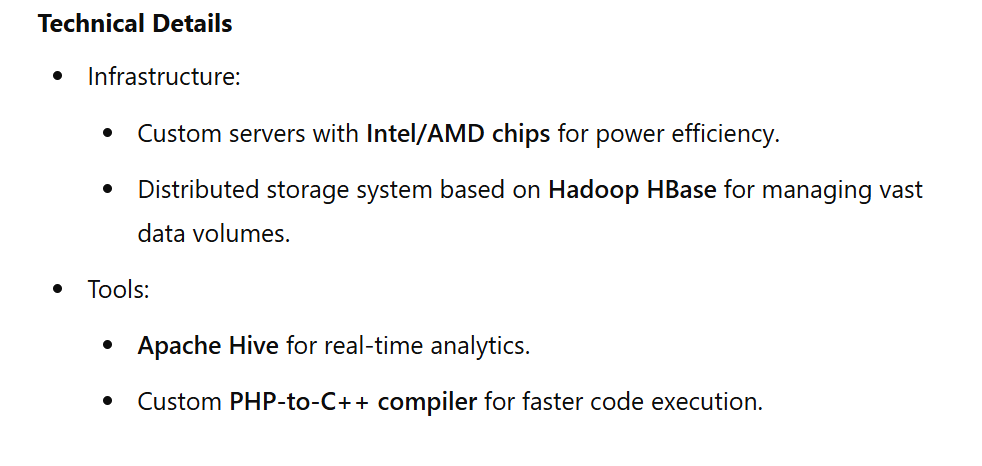 Technical Details
• Infrastructure:
• Custom servers with Intel/AMD chips for power efficiency.
• Distributed storage system based on Hadoop HBase for managing vast
data volumes.
• Tools:
• Apache Hive for real-time analytics.
• Custom PHP-to-C++ compiler for faster code execution.